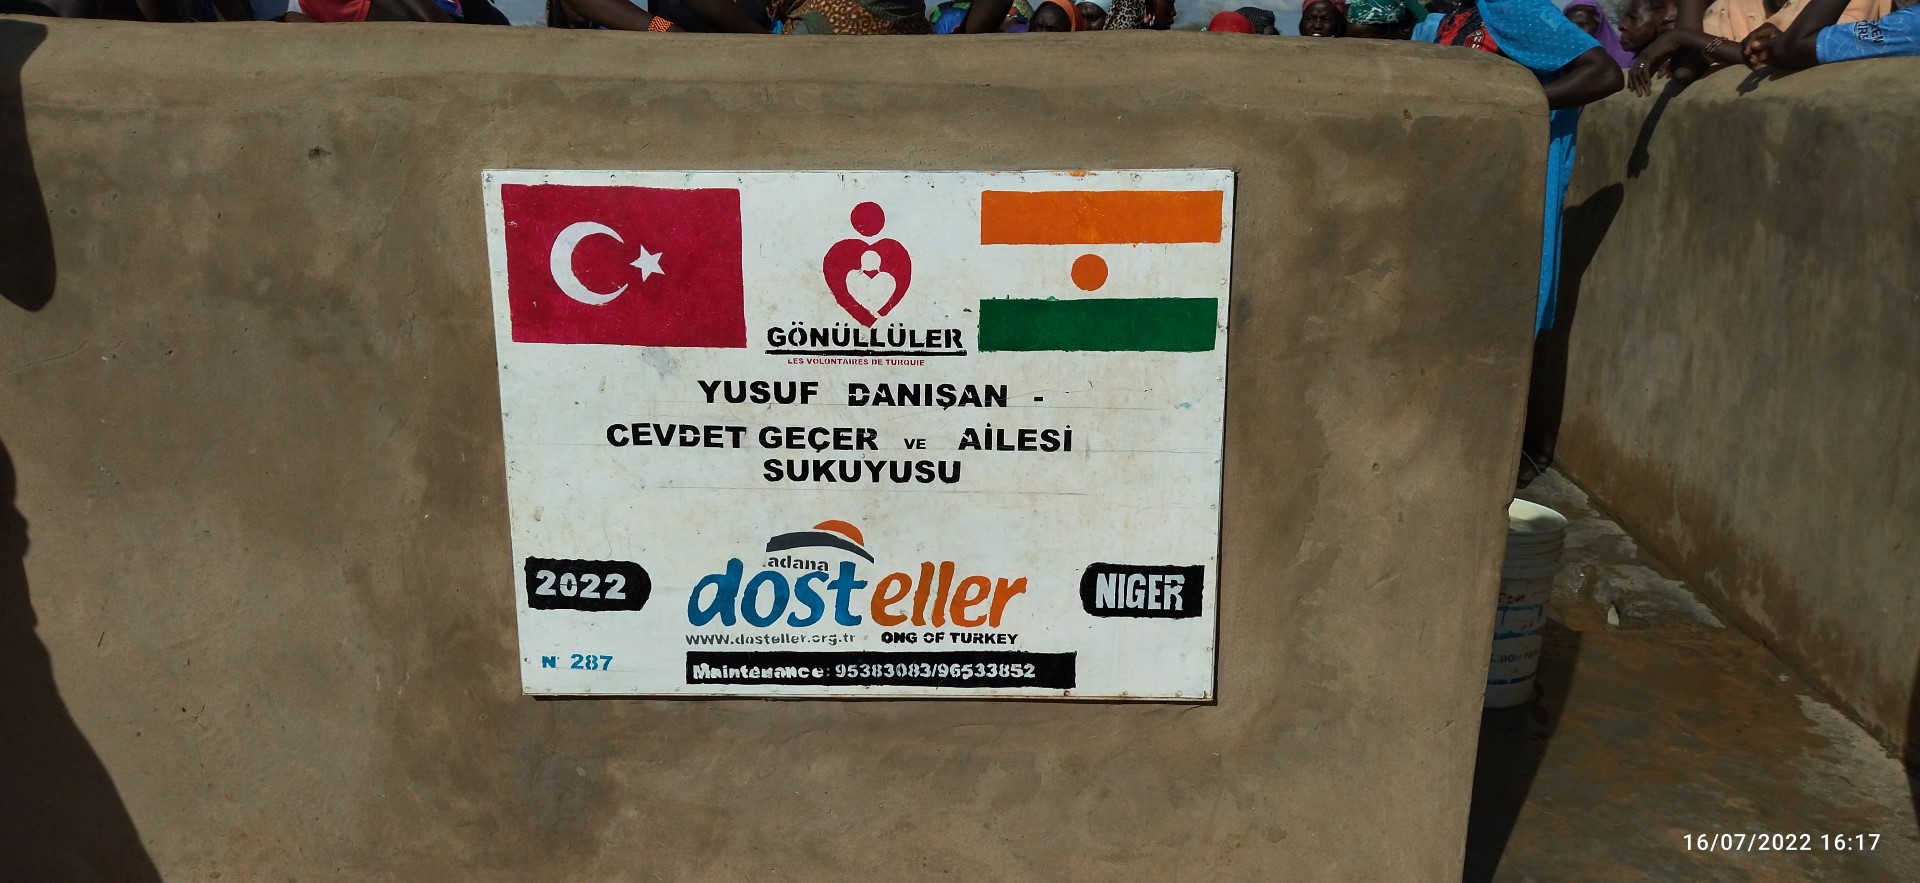 GÖNÜLLÜLER
LES VOLONTAIRES DE TURQUIE
YUSUF DANIŞAN -
CEVDET GEÇER VE AİLESİ
SUKUYUSU
2022
adana
dosteller
NIGER
www.dosteller.org.tr ONG OF TURKEY
N° 287
Maintenance: 95383083/96533852
16/07/2022 16:17